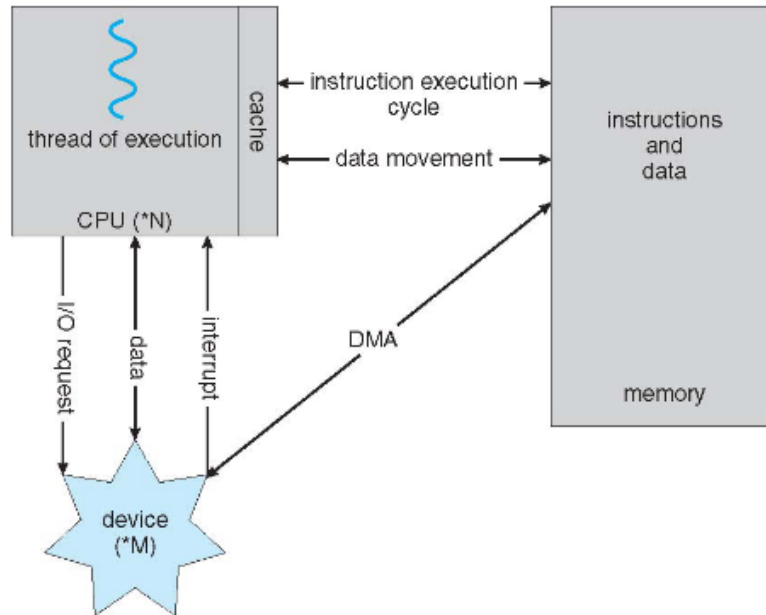 thread of execution
CPU (*N)
cache
instruction execution
cycle
data movement
instructions
and
data
memory
I/O request
data
interrupt
DMA
device
(*M)